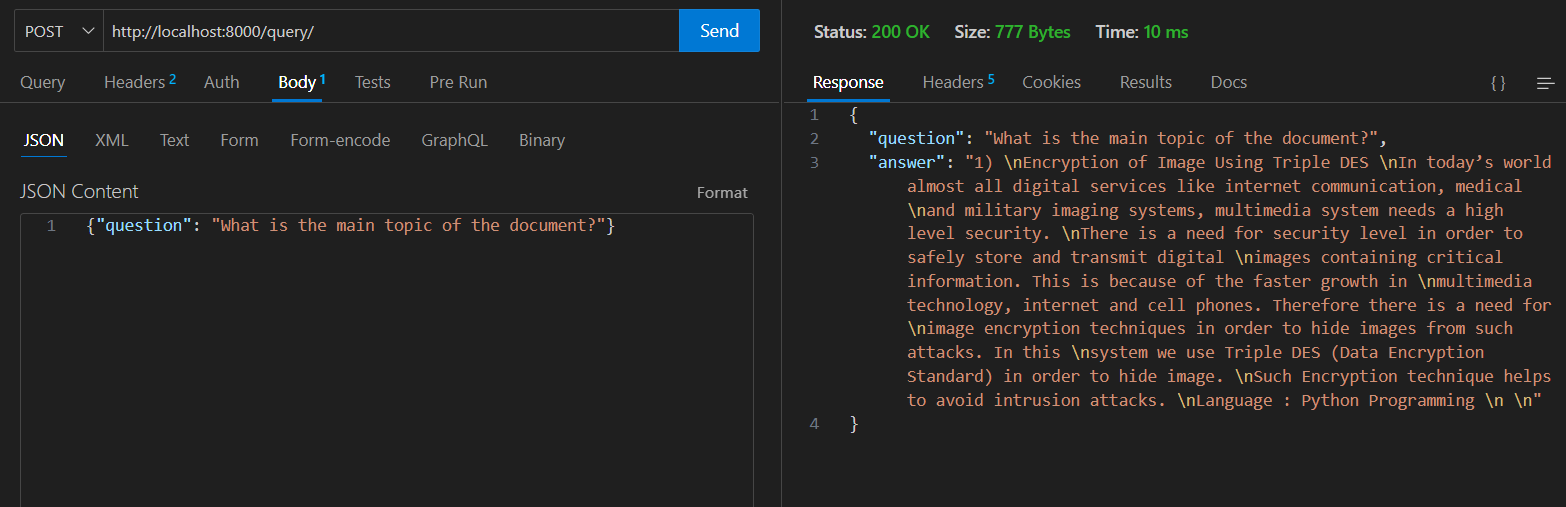 POST
http://localhost:8000/query/
Send
Query
Headers 2
Auth
Body 1
Tests
Pre Run
JSON
XML
Text
Form
Form-encode
GraphQL
Binary
JSON Content
Format
1 {"question": "What is the main topic of the document?"}
Status: 200 OK
Size: 777 Bytes
Time: 10 ms
Response
Headers 5
Cookies
Results
Docs
{ }
1 {
2 "question": "What is the main topic of the document?",
3 "answer": "1) \nEncryption of Image Using Triple DES \nIn today’s world
almost all digital services like internet communication, medical
\nand military imaging systems, multimedia system needs a high
level security. \nThere is a need for security level in order to
safely store and transmit digital \nimages containing critical
information. This is because of the faster growth in \nmultimedia
technology, internet and cell phones. Therefore there is a need for
\nimage encryption techniques in order to hide images from such
attacks. In this \nsystem we use Triple DES (Data Encryption
Standard) in order to hide image. \nSuch Encryption technique helps
to avoid intrusion attacks. \nLanguage : Python Programming \n \n"
4 }